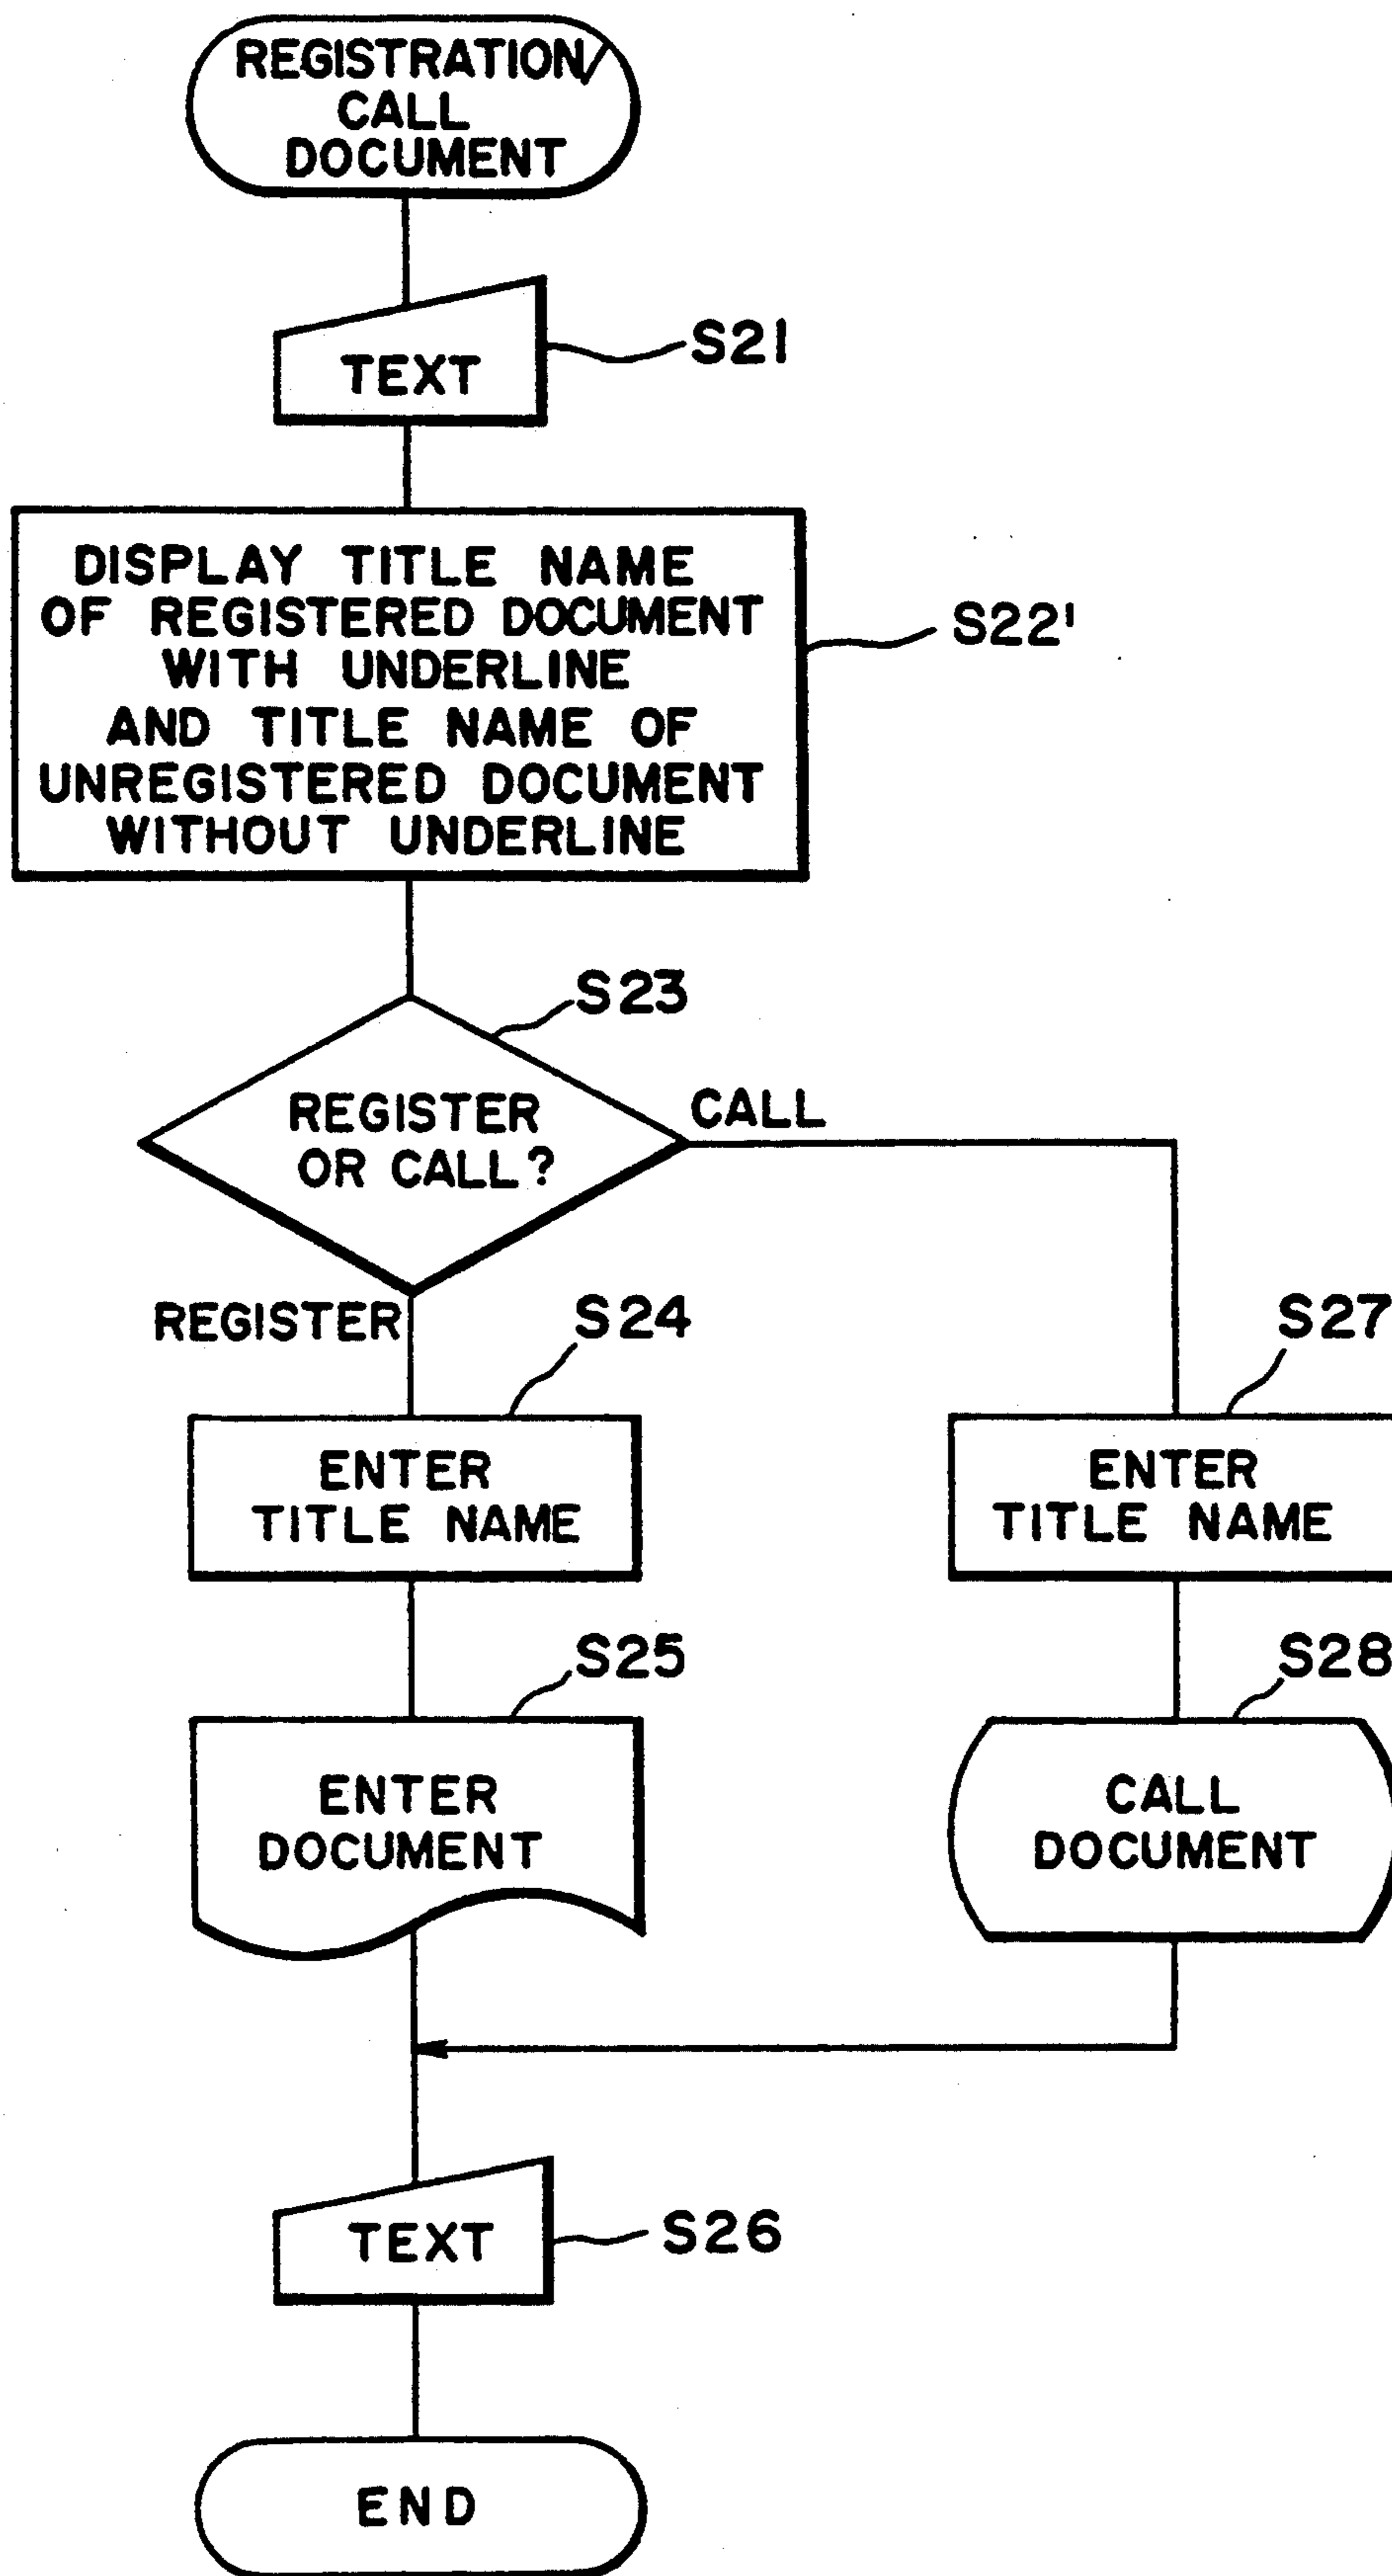 REGISTRATION/
CALL
DOCUMENT
TEXT
S21
DISPLAY TITLE NAME
OF REGISTERED DOCUMENT
WITH UNDERLINE
AND TITLE NAME OF
UNREGISTERED DOCUMENT
WITHOUT UNDERLINE
S22'
S23
REGISTER
OR CALL?
CALL
REGISTER
S24
ENTER
TITLE NAME
S27
ENTER
TITLE NAME
S25
ENTER
DOCUMENT
S28
CALL
DOCUMENT
TEXT
S26
END